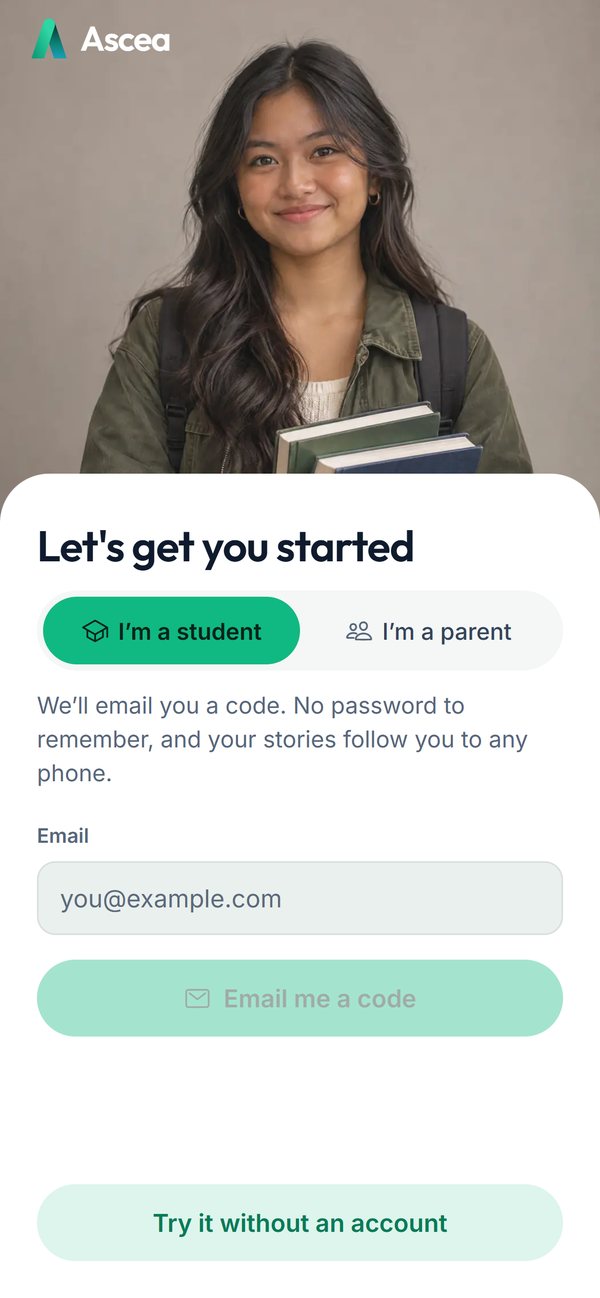 Ascea
Let's get you started
I’m a student
I’m a parent
We’ll email you a code. No password to
remember, and your stories follow you to any
phone.
Email
you@example.com
Email me a code
Try it without an account